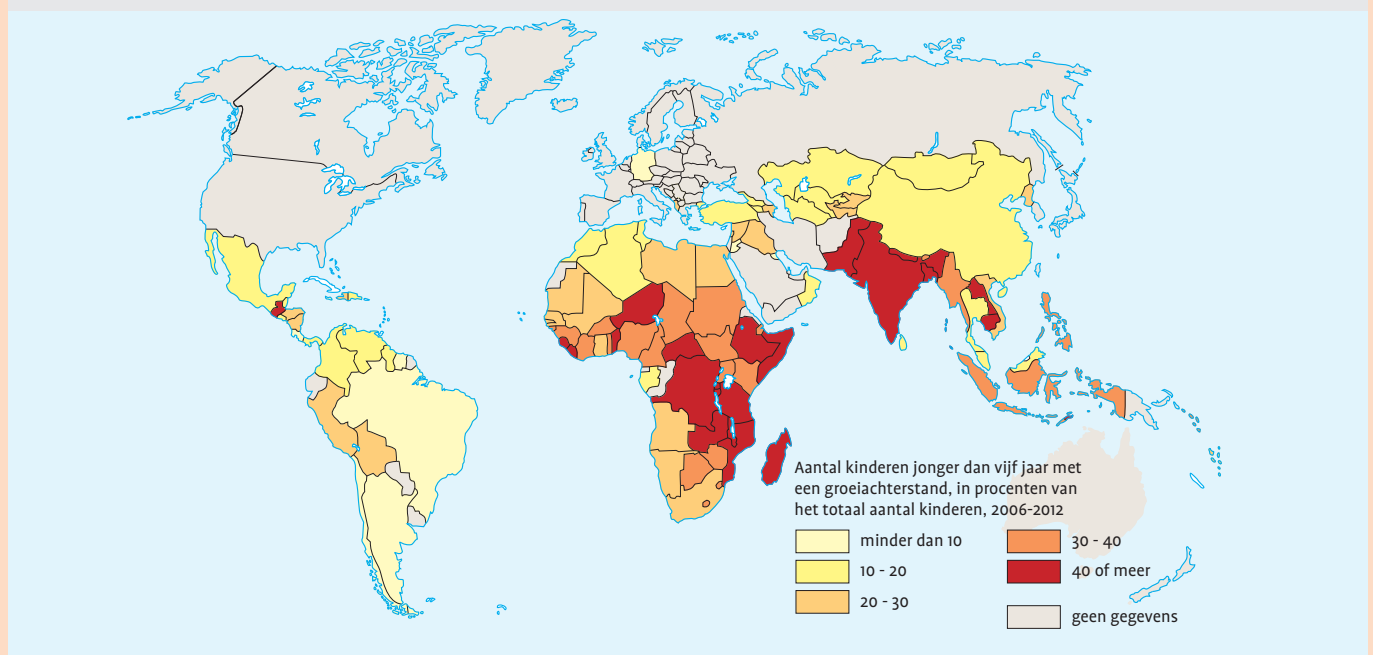 Aantal kinderen jonger dan vijf jaar met
een groeiachterstand, in procenten van
het totaal aantal kinderen, 2006-2012
minder dan 10
10 - 20
20 - 30
30 - 40
40 of meer
geen gegevens